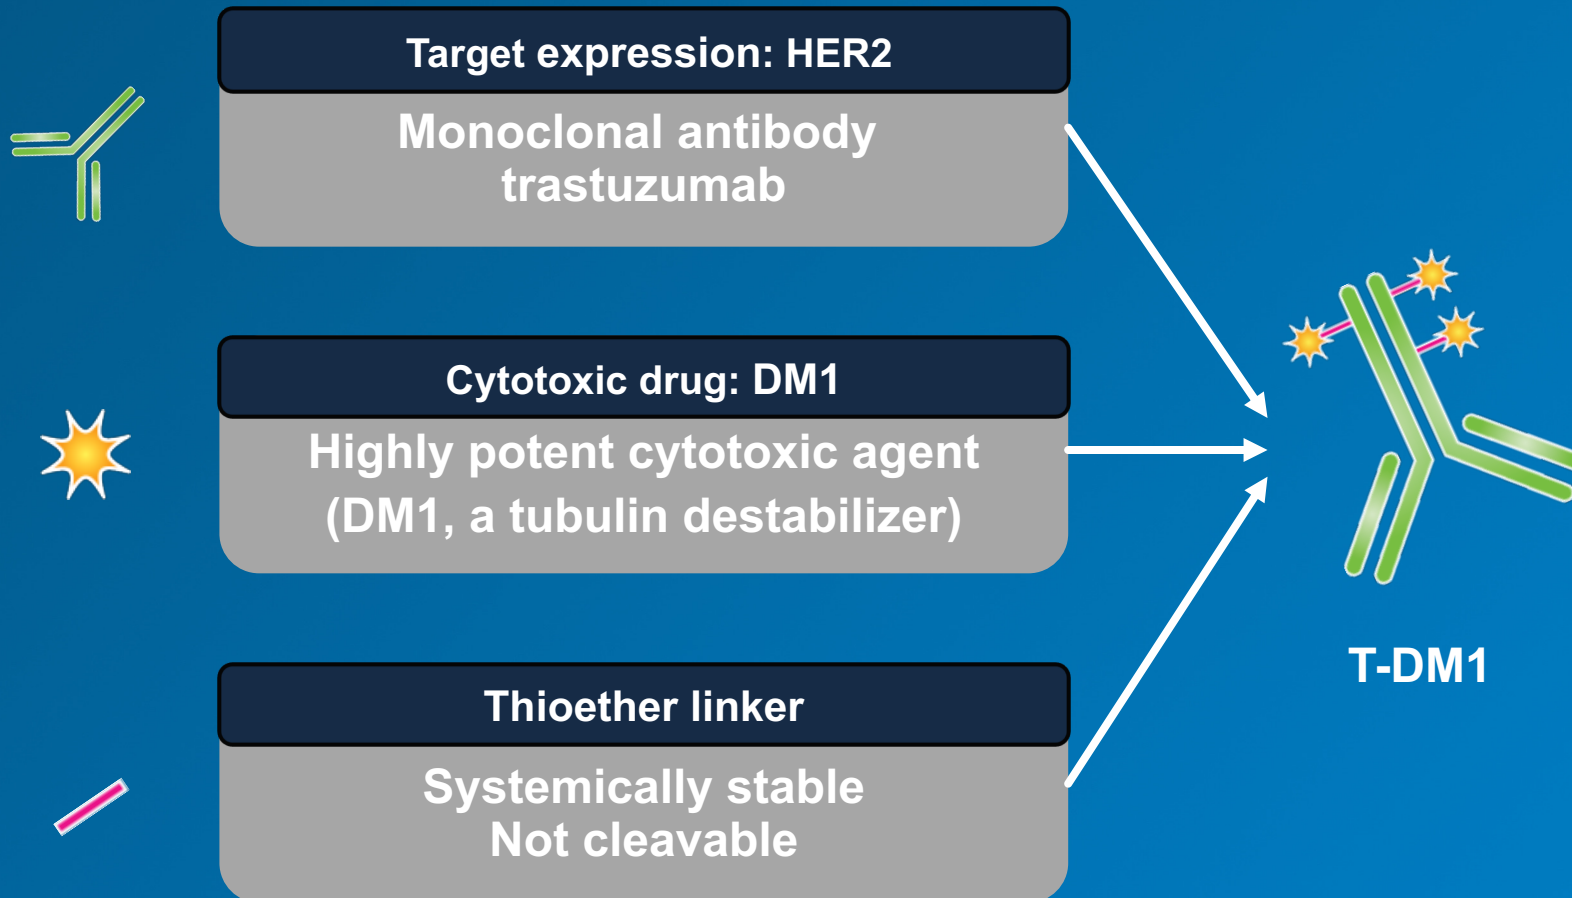 Target expression: HER2
Monoclonal antibody
trastuzumab
Cytotoxic drug: DM1
Highly potent cytotoxic agent
(DM1, a tubulin destabilizer)
Thioether linker
Systemically stable
Not cleavable
T-DM1